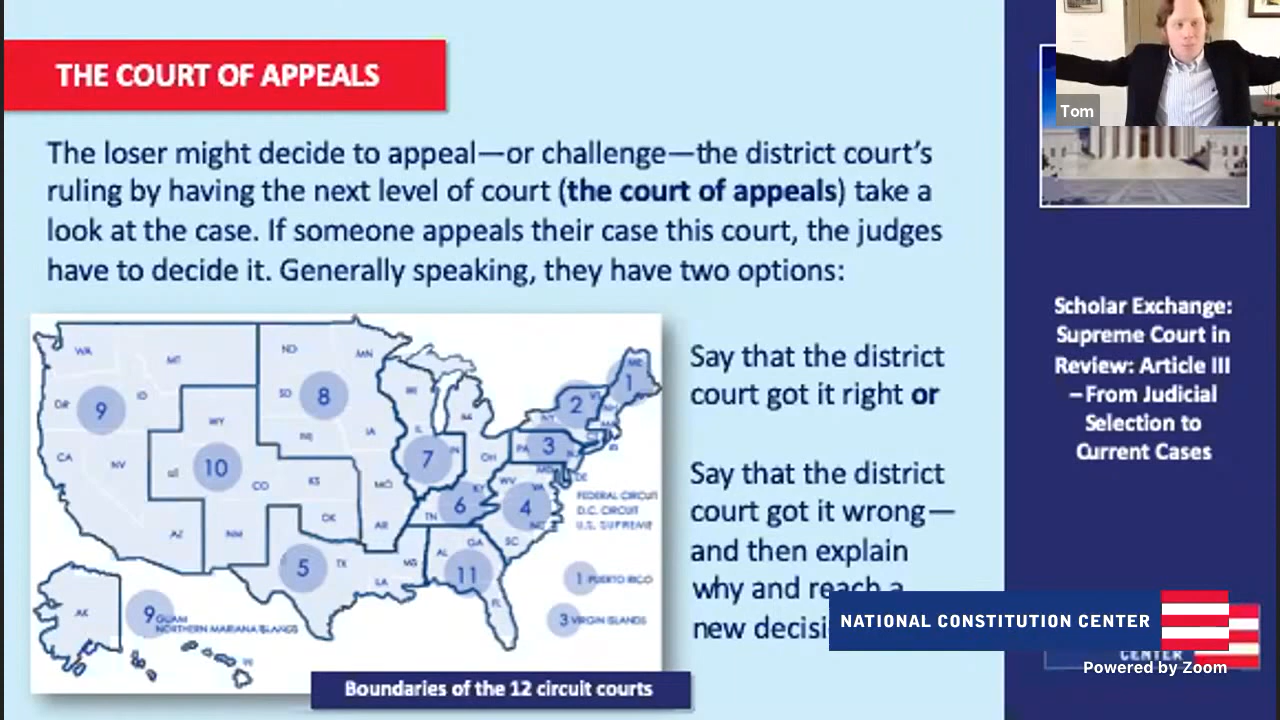 THE COURT OF APPEALS
The loser might decide to appeal—or challenge—the district court's
ruling by having the next level of court (the court of appeals) take a
look at the case. If someone appeals their case this court, the judges
have to decide it. Generally speaking, they have two options:
Say that the district
court got it right or
Say that the district
court got it wrong—
and then explain
why and reach a
new decisi
WA
MT
ND
MN
ME
1
OR
9
ID
SD
8
WI
2
NY
WY
IA
IL
PA
3
CA
NV
10
CO
KS
MO
7
IN
OH
WV
VA
6
KY
4
DE
FEDERAL CIRCUIT
D.C. CIRCUIT
U.S. SUPREME
AZ
NM
OK
AR
TN
NC
SC
5
TX
LA
MS
AL
GA
11
FL
1 PUERTO RICO
3 VIRGIN ISLANDS
AK
9
GUAM
NORTHERN MARIANA ISLANDS
HI
Boundaries of the 12 circuit courts
Tom
Scholar Exchange:
Supreme Court in
Review: Article III
– From Judicial
Selection to
Current Cases
NATIONAL CONSTITUTION CENTER
CENTER
Powered by Zoom